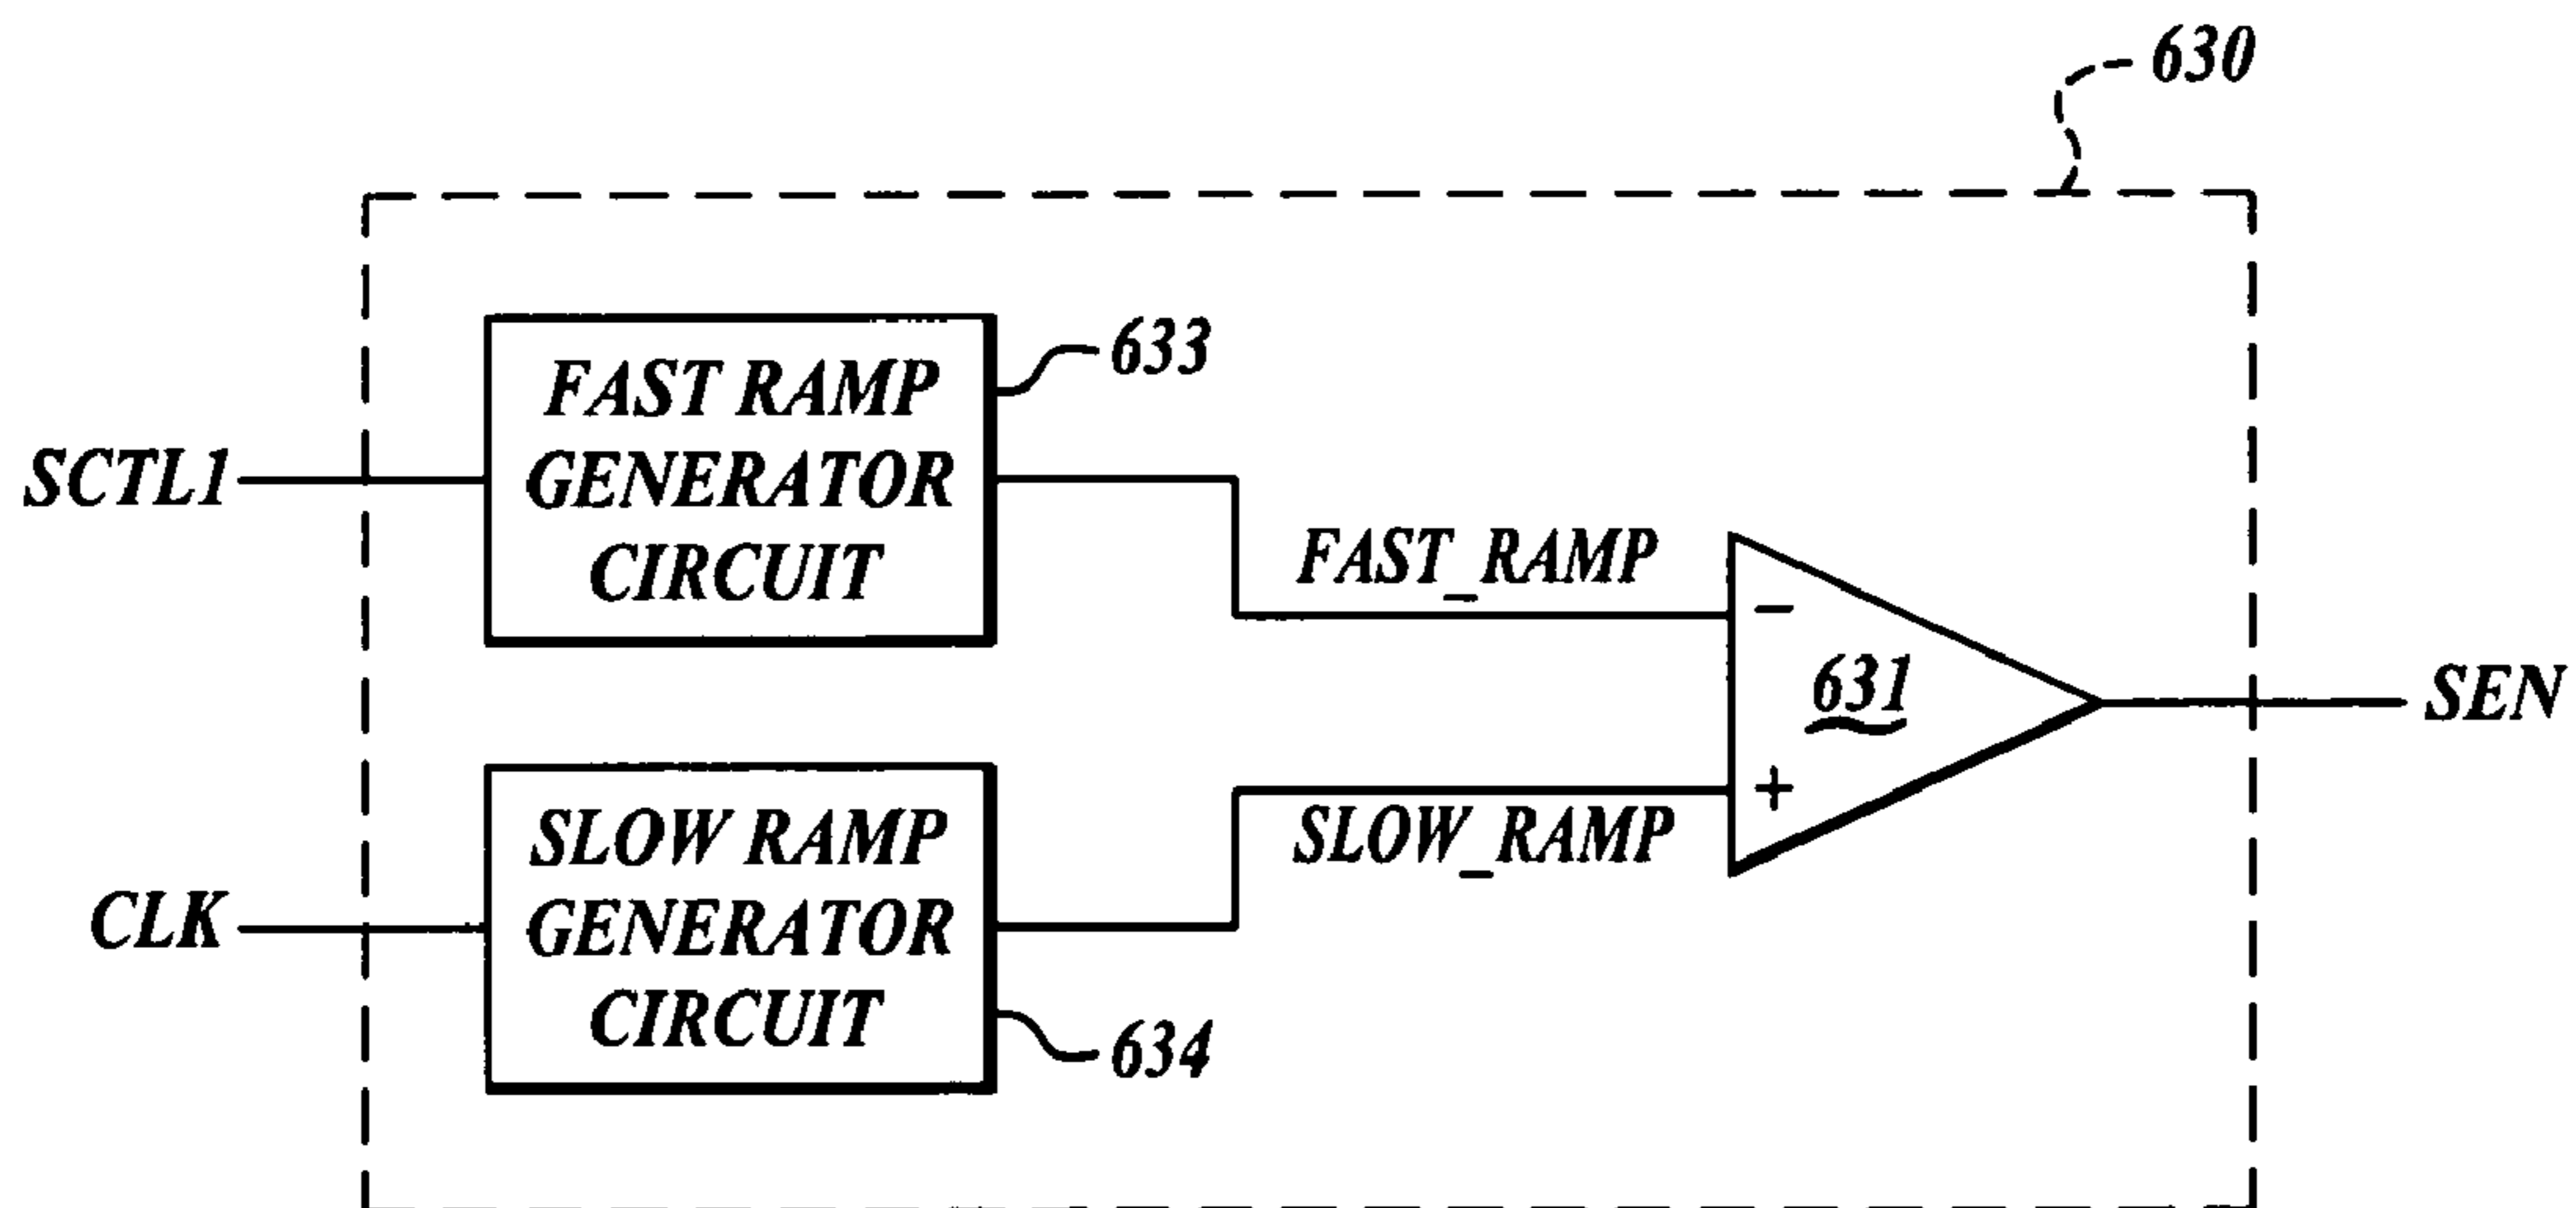 630
FAST RAMP
GENERATOR
CIRCUIT
633
SCTL1
FAST_RAMP
−
631
+
SEN
SLOW_RAMP
SLOW RAMP
GENERATOR
CIRCUIT
CLK
634